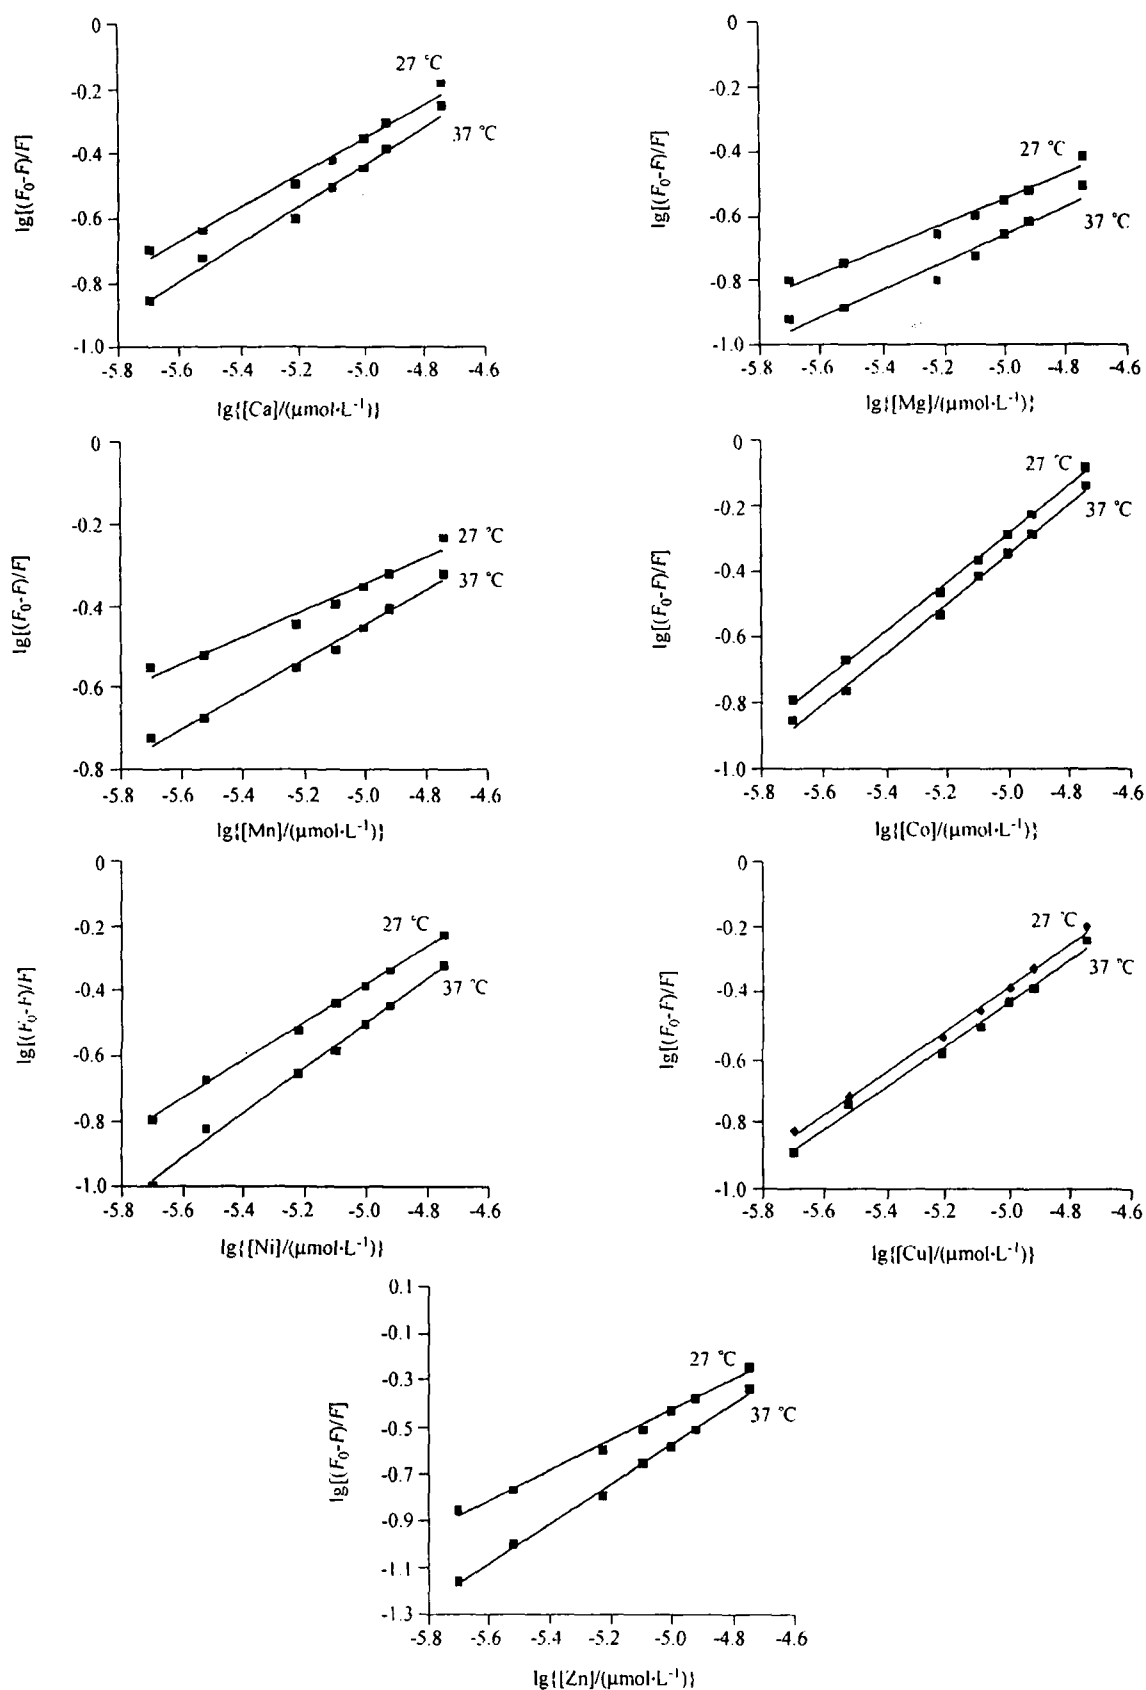 0
-0.2
-0.4
-0.6
-0.8
-1.0
lg[(F₀-F)/F]
27 ℃
37 ℃
-5.8 -5.6 -5.4 -5.2 -5.0 -4.8 -4.6
lg{[Ca]/(μmol·L⁻¹)}
0
-0.2
-0.4
-0.6
-0.8
-1.0
lg[(F₀-F)/F]
27 ℃
37 ℃
-5.8 -5.6 -5.4 -5.2 -5.0 -4.8 -4.6
lg{[Mg]/(μmol·L⁻¹)}
0
-0.2
-0.4
-0.6
-0.8
lg[(F₀-F)/F]
27 ℃
37 ℃
-5.8 -5.6 -5.4 -5.2 -5.0 -4.8 -4.6
lg{[Mn]/(μmol·L⁻¹)}
0
-0.2
-0.4
-0.6
-0.8
-1.0
lg[(F₀-F)/F]
27 ℃
37 ℃
-5.8 -5.6 -5.4 -5.2 -5.0 -4.8 -4.6
lg{[Co]/(μmol·L⁻¹)}
0
-0.2
-0.4
-0.6
-0.8
-1.0
lg[(F₀-F)/F]
27 ℃
37 ℃
-5.8 -5.6 -5.4 -5.2 -5.0 -4.8 -4.6
lg{[Ni]/(μmol·L⁻¹)}
0
-0.2
-0.4
-0.6
-0.8
-1.0
lg[(F₀-F)/F]
27 ℃
37 ℃
-5.8 -5.6 -5.4 -5.2 -5.0 -4.8 -4.6
lg{[Cu]/(μmol·L⁻¹)}
0.1
-0.1
-0.3
-0.5
-0.7
-0.9
-1.1
-1.3
lg[(F₀-F)/F]
27 ℃
37 ℃
-5.8 -5.6 -5.4 -5.2 -5.0 -4.8 -4.6
lg{[Zn]/(μmol·L⁻¹)}